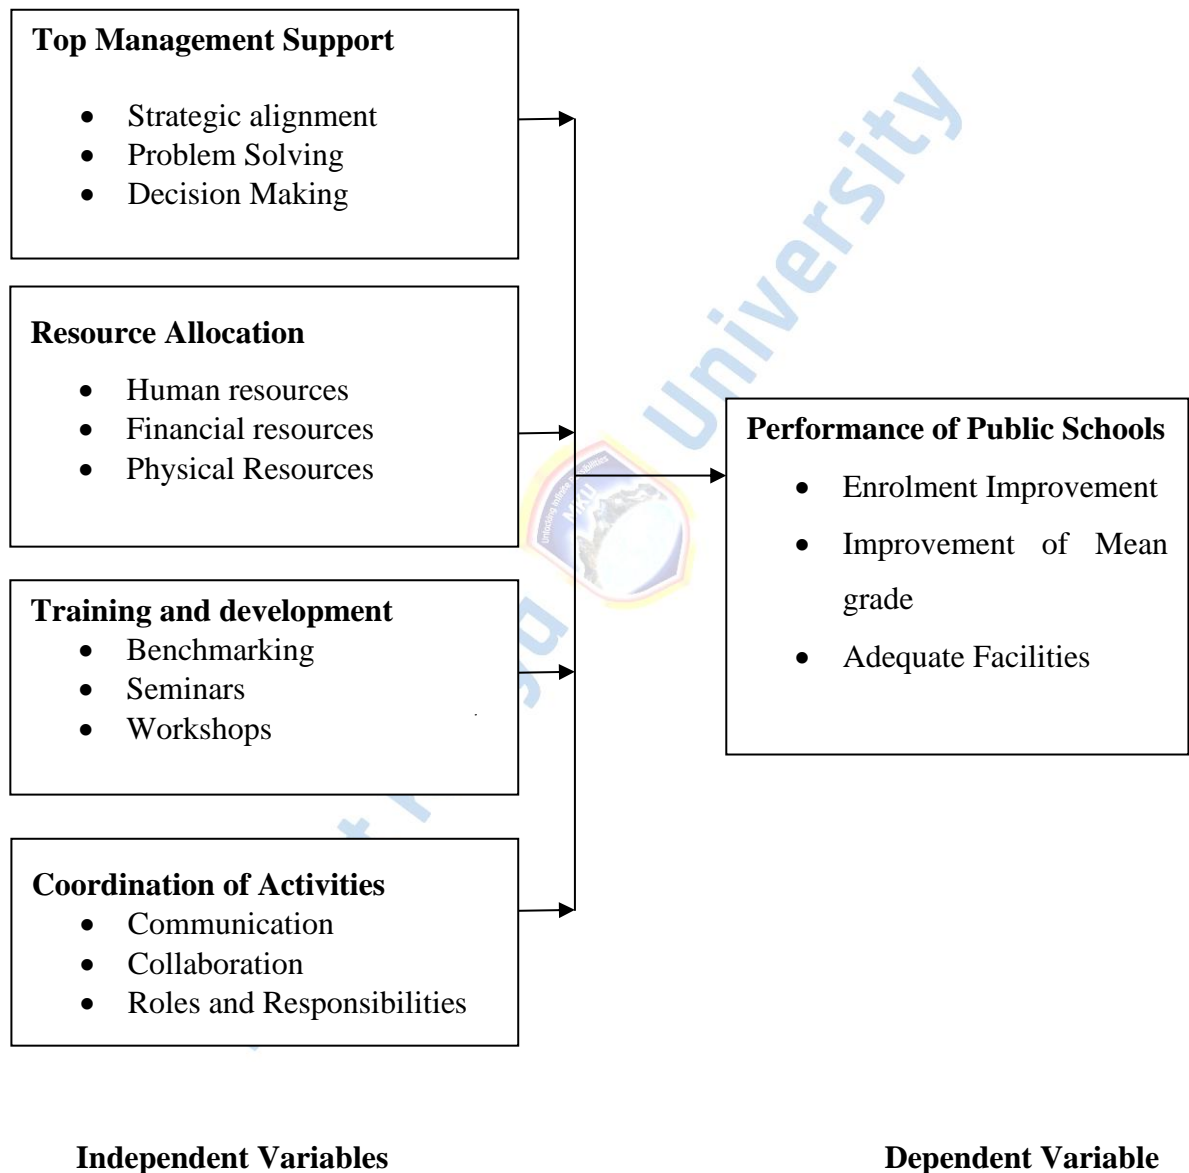 Top Management Support
• Strategic alignment
• Problem Solving
• Decision Making
Resource Allocation
• Human resources
• Financial resources
• Physical Resources
Training and development
• Benchmarking
• Seminars
• Workshops
Coordination of Activities
• Communication
• Collaboration
• Roles and Responsibilities
Performance of Public Schools
• Enrolment Improvement
• Improvement of Mean
grade
• Adequate Facilities
Independent Variables
Dependent Variable
University
MKU